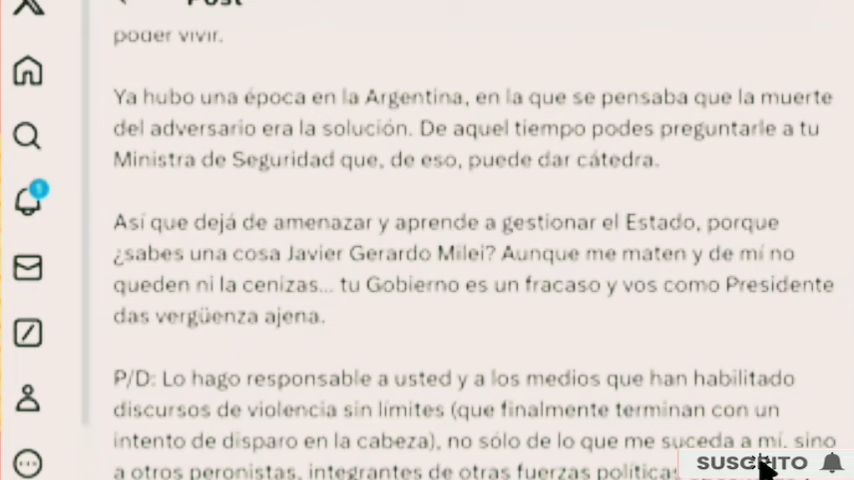 Post
poder vivir.
Ya hubo una época en la Argentina, en la que se pensaba que la muerte
del adversario era la solución. De aquel tiempo podes preguntarle a tu
Ministra de Seguridad que, de eso, puede dar cátedra.
Así que dejá de amenazar y aprende a gestionar el Estado, porque
¿sabes una cosa Javier Gerardo Milei? Aunque me maten y de mí no
queden ni la cenizas... tu Gobierno es un fracaso y vos como Presidente
das vergüenza ajena.
P/D: Lo hago responsable a usted y a los medios que han habilitado
discursos de violencia sin límites (que finalmente terminan con un
intento de disparo en la cabeza), no sólo de lo que me suceda a mí, sino
a otros peronistas, integrantes de otras fuerzas políticas
SUSCRITO